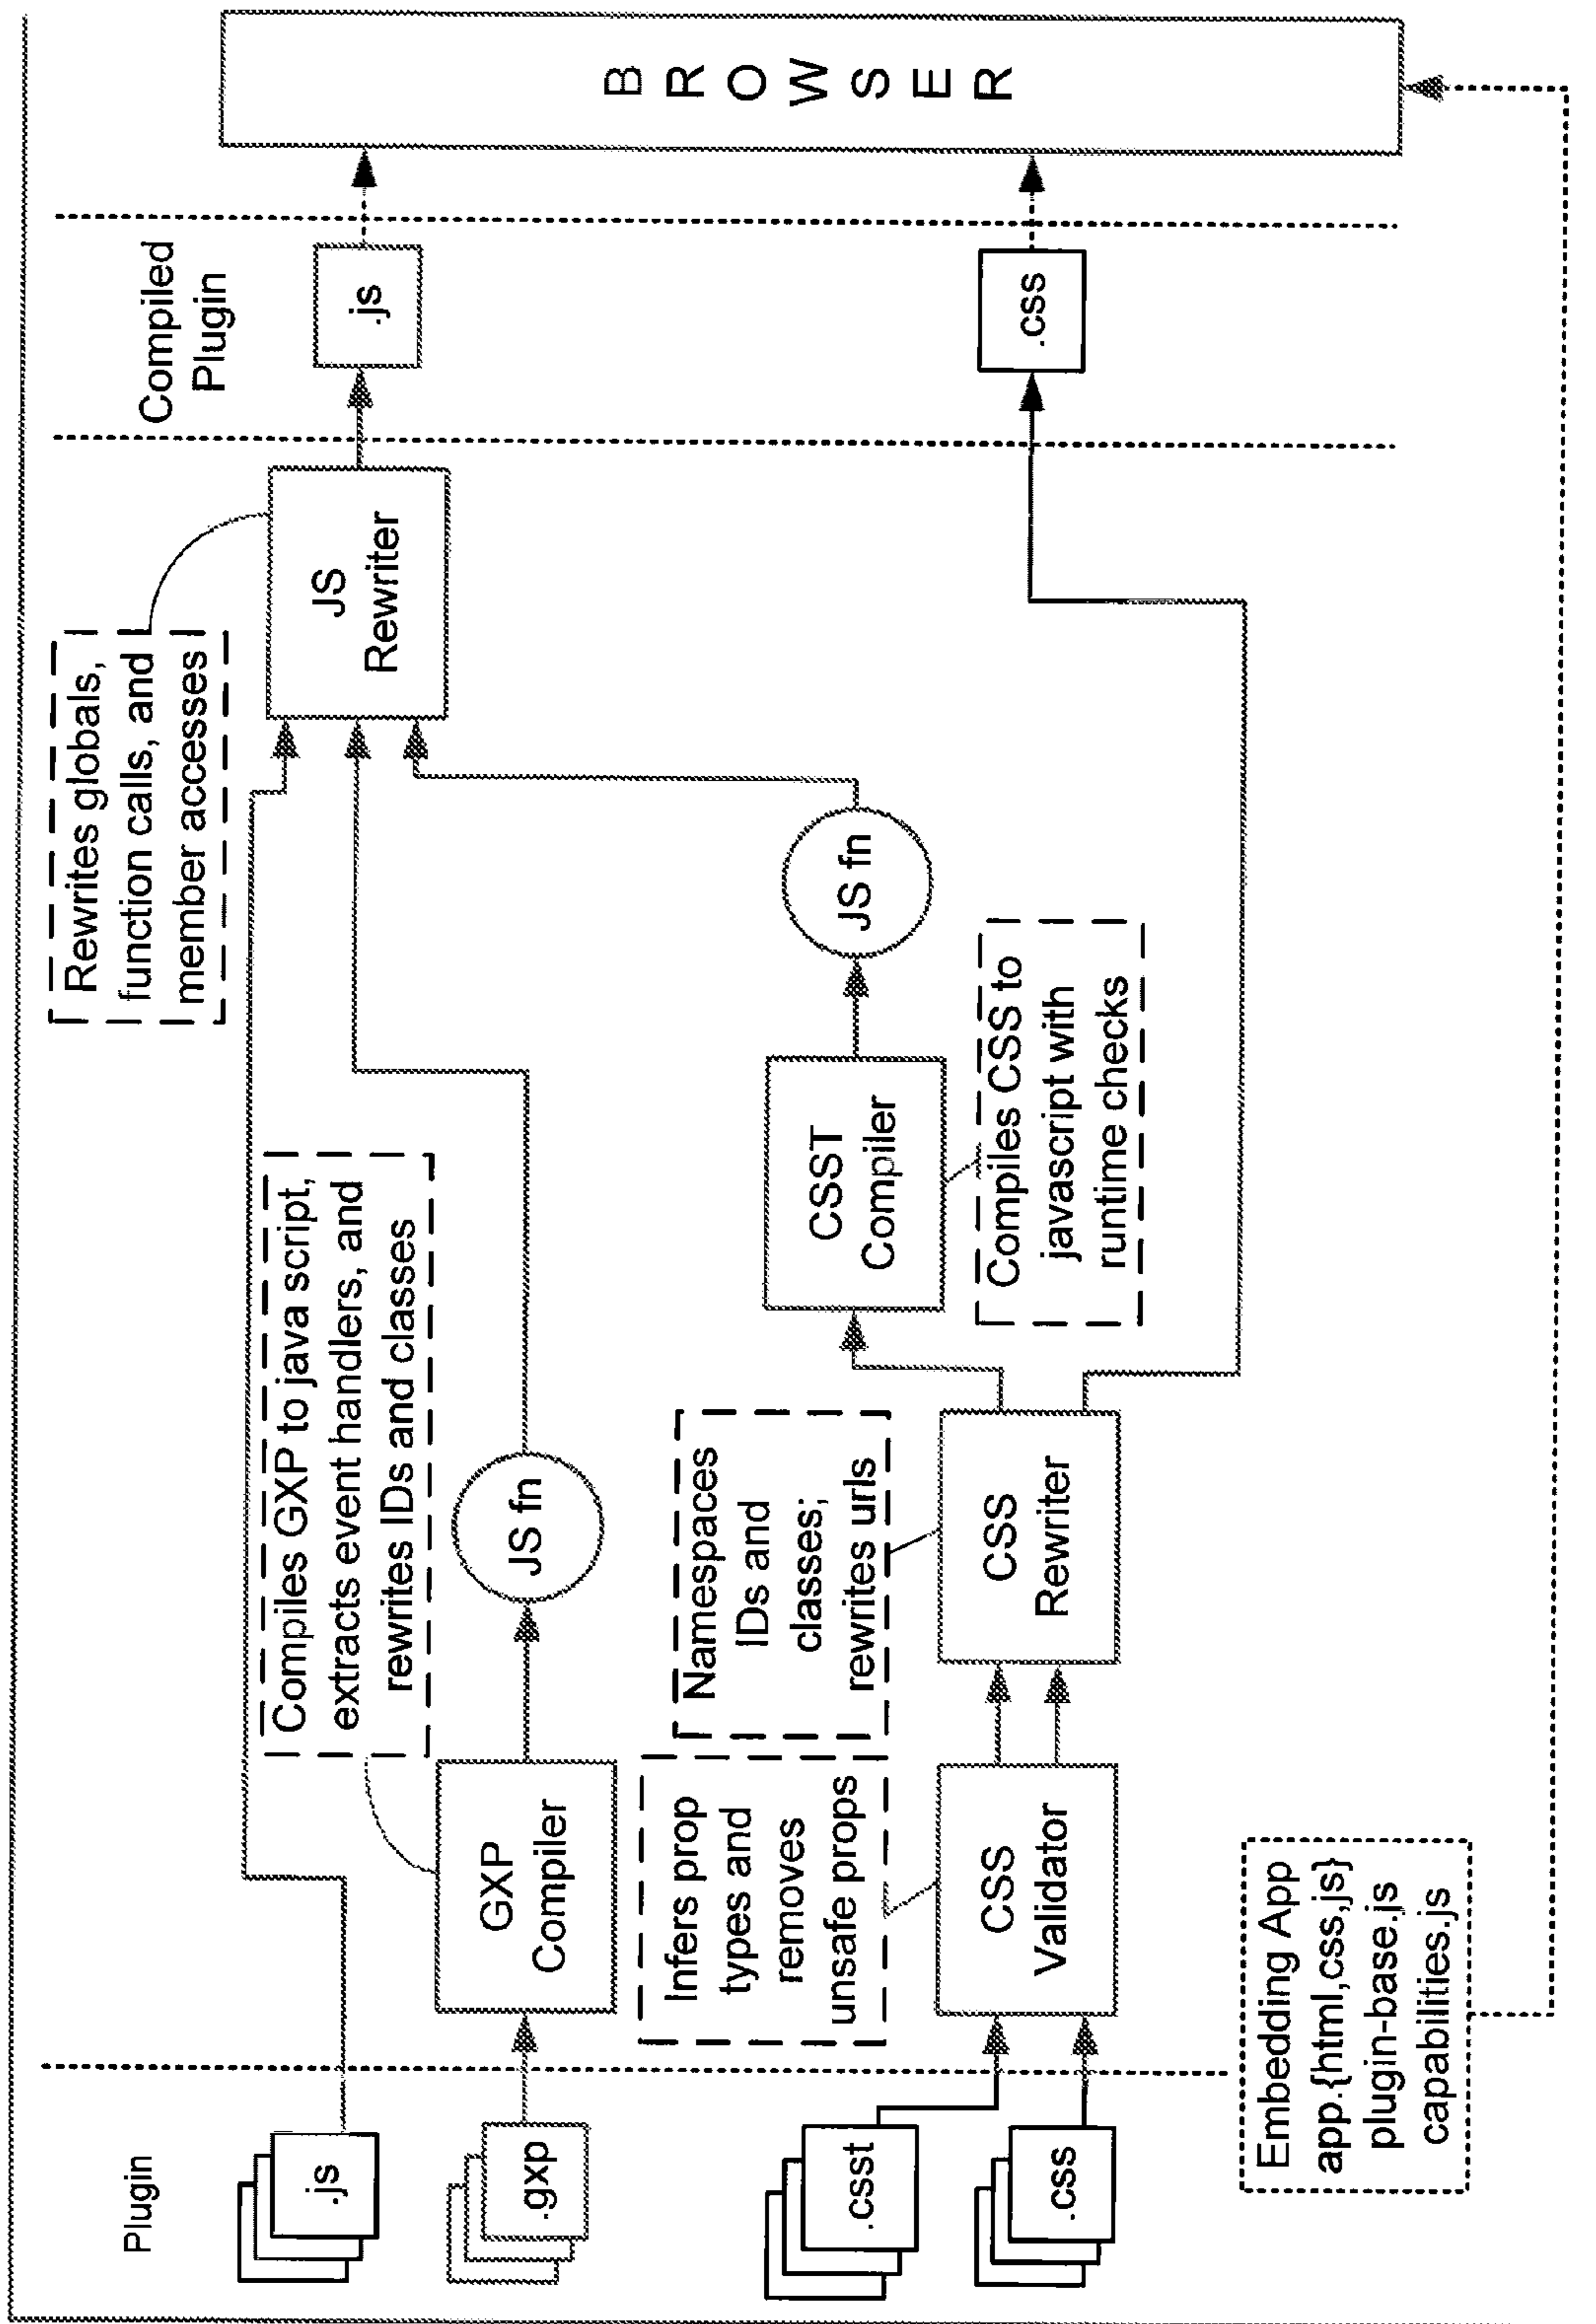 Plugin
.js
.gxp
.csst
.css
Embedding App
app.{html,css,js}
plugin-base.js
capabilities.js
GXP
Compiler
Compiles GXP to java script,
extracts event handlers, and
rewrites IDs and classes
JS fn
Infers prop
types and
removes
unsafe props
CSS
Validator
Namespaces
IDs and
classes;
rewrites urls
CSS
Rewriter
CSST
Compiler
Compiles CSS to
javascript with
runtime checks
JS fn
Rewrites globals,
function calls, and
member accesses
JS
Rewriter
Compiled
Plugin
.js
.css
BROWSER